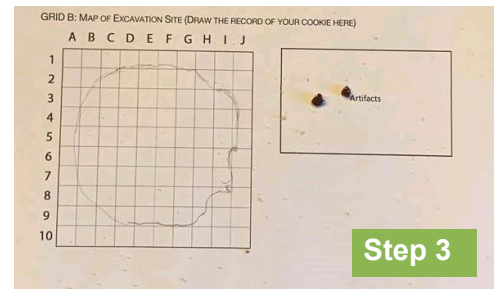 GRID B: MAP OF EXCAVATION SITE (DRAW THE RECORD OF YOUR COOKIE HERE)
A B C D E F G H I J
1
2
3
4
5
6
7
8
9
10
Artifacts
Step 3